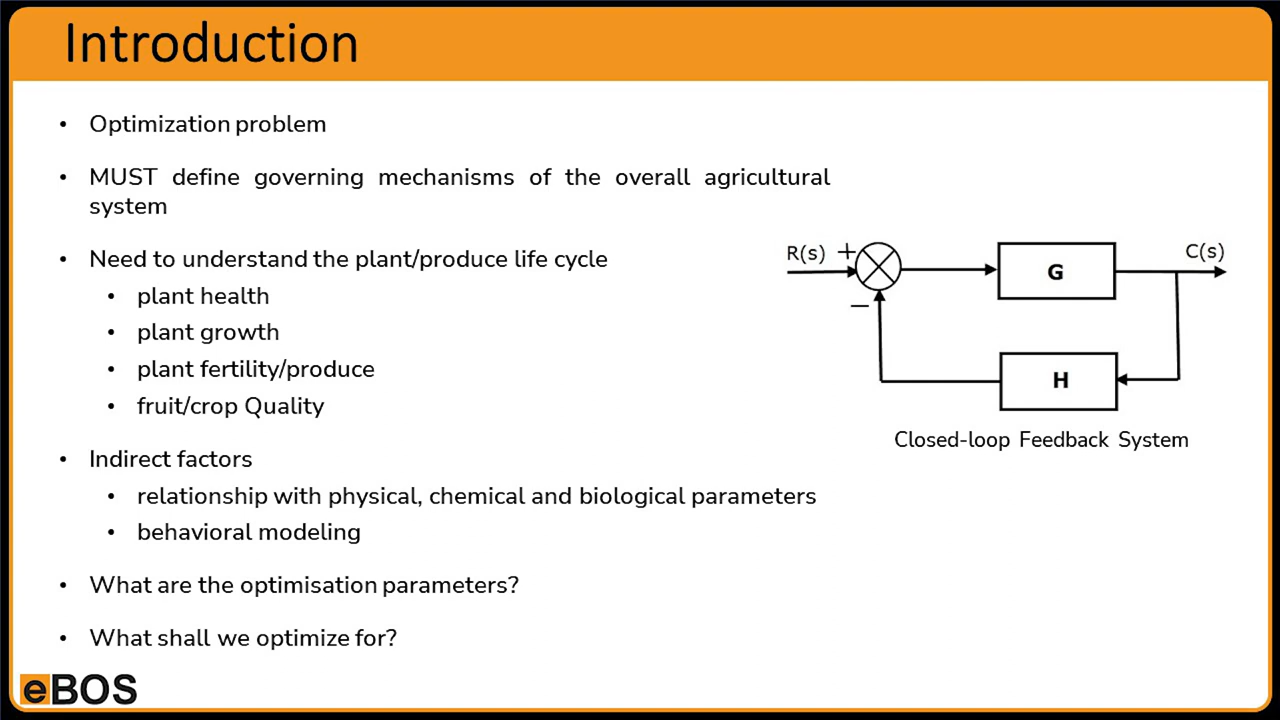 Introduction
• Optimization problem
• MUST define governing mechanisms of the overall agricultural
system
• Need to understand the plant/produce life cycle
• plant health
• plant growth
• plant fertility/produce
• fruit/crop Quality
• Indirect factors
• relationship with physical, chemical and biological parameters
• behavioral modeling
• What are the optimisation parameters?
• What shall we optimize for?
R(s) +
−
G
C(s)
H
Closed-loop Feedback System
eBOS